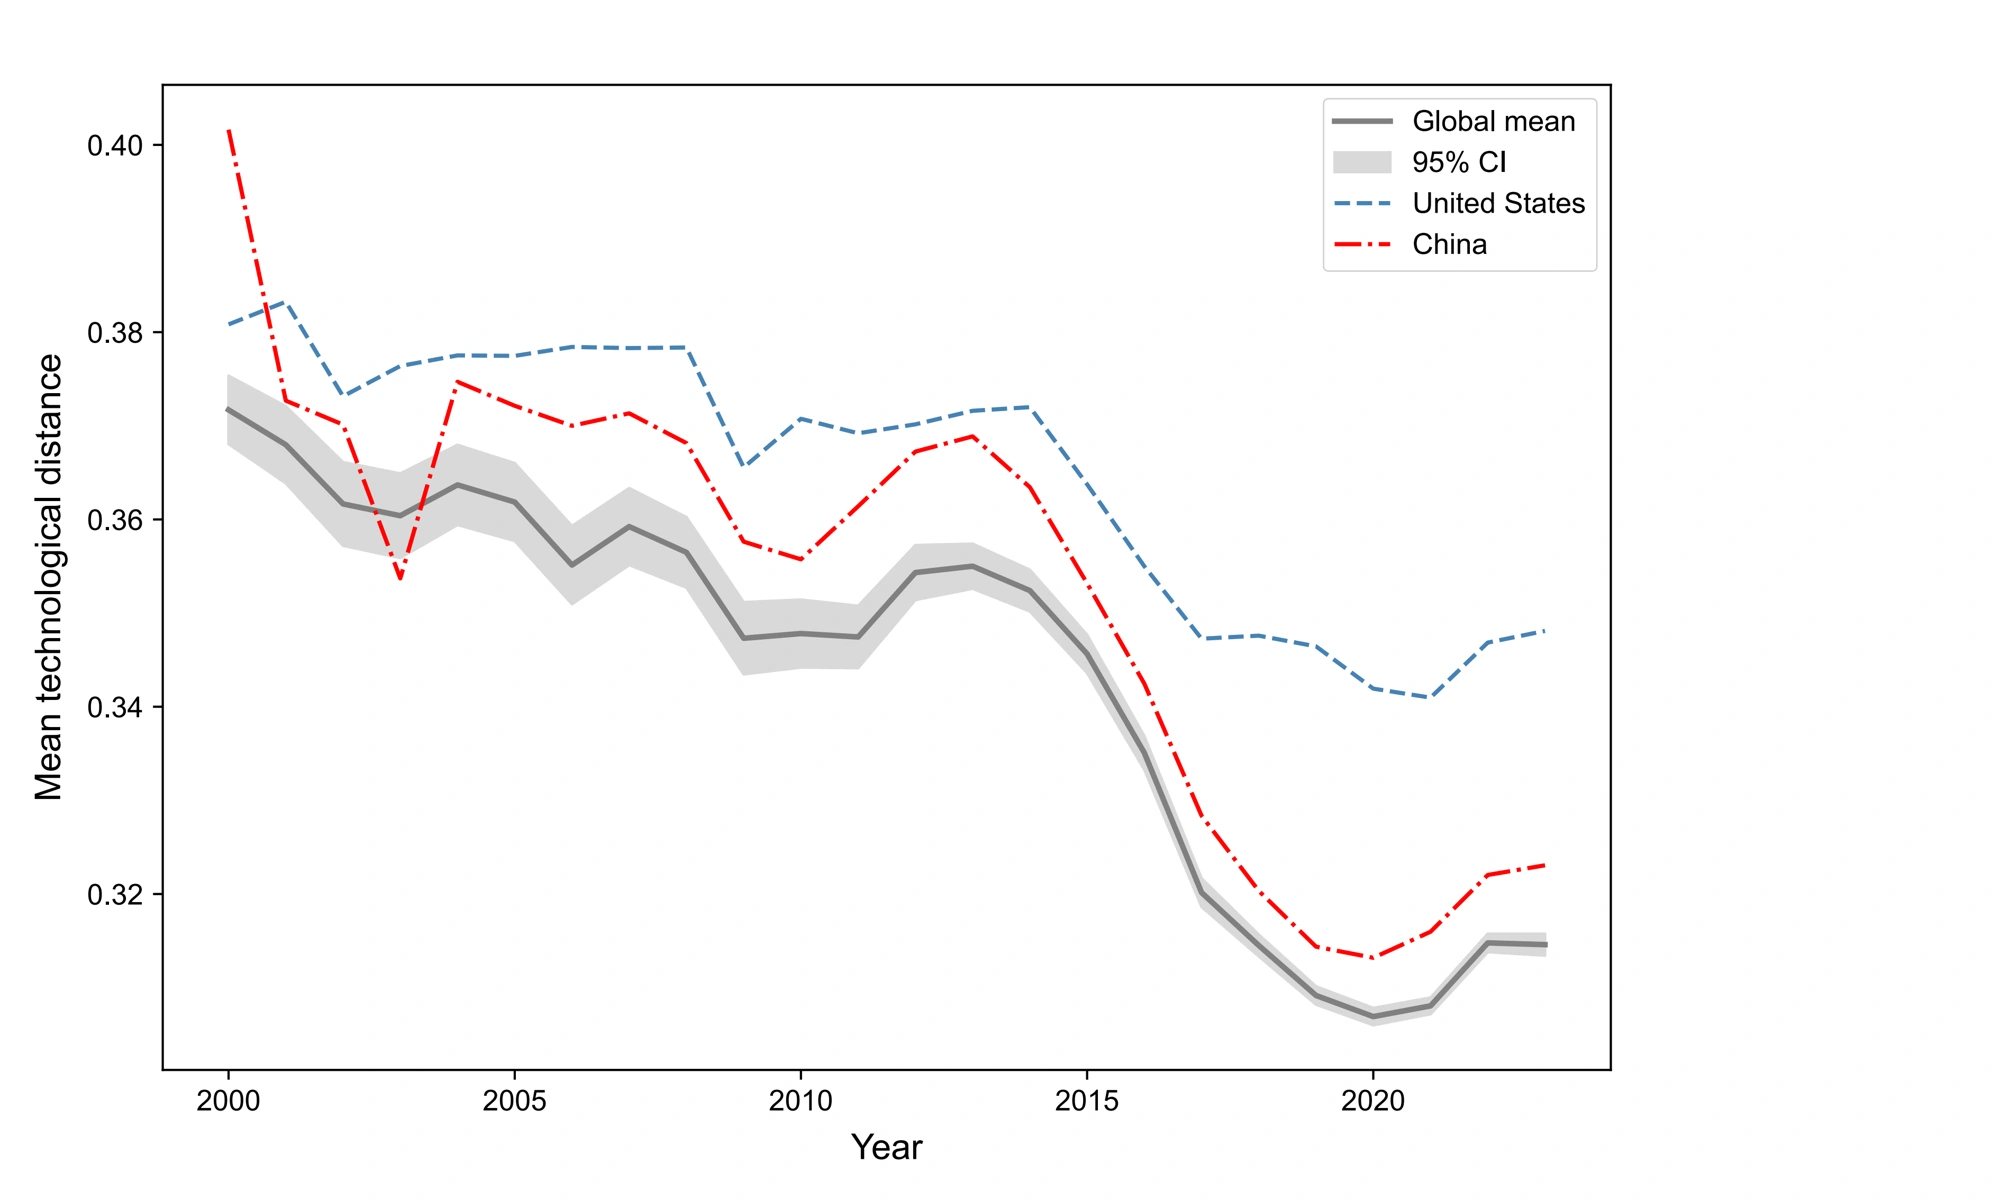 0.40
0.38
0.36
0.34
0.32
Mean technological distance
Global mean
95% CI
United States
China
2000 2005 2010 2015 2020
Year